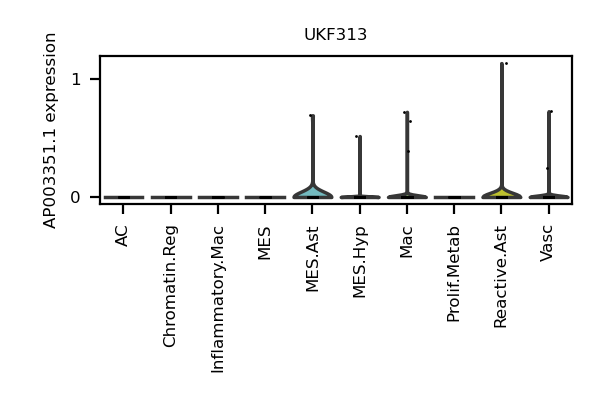 UKF313
AP003351.1 expression
1
0
AC
Chromatin.Reg
Inflammatory.Mac
MES
MES.Ast
MES.Hyp
Mac
Prolif.Metab
Reactive.Ast
Vasc